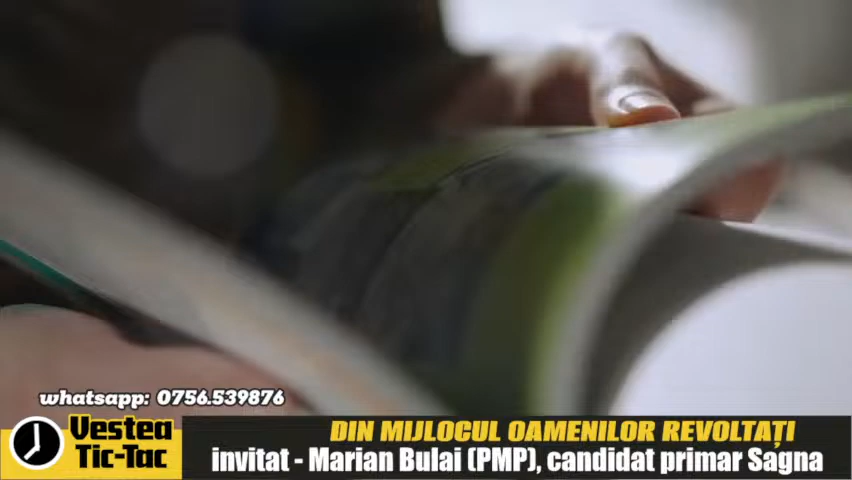 whatsapp: 0756.539876
Vestea
Tic-Tac
DIN MIJLOCUL OAMENILOR REVOLTAȚI
invitat - Marian Bulai (PMP), candidat primar Sagna